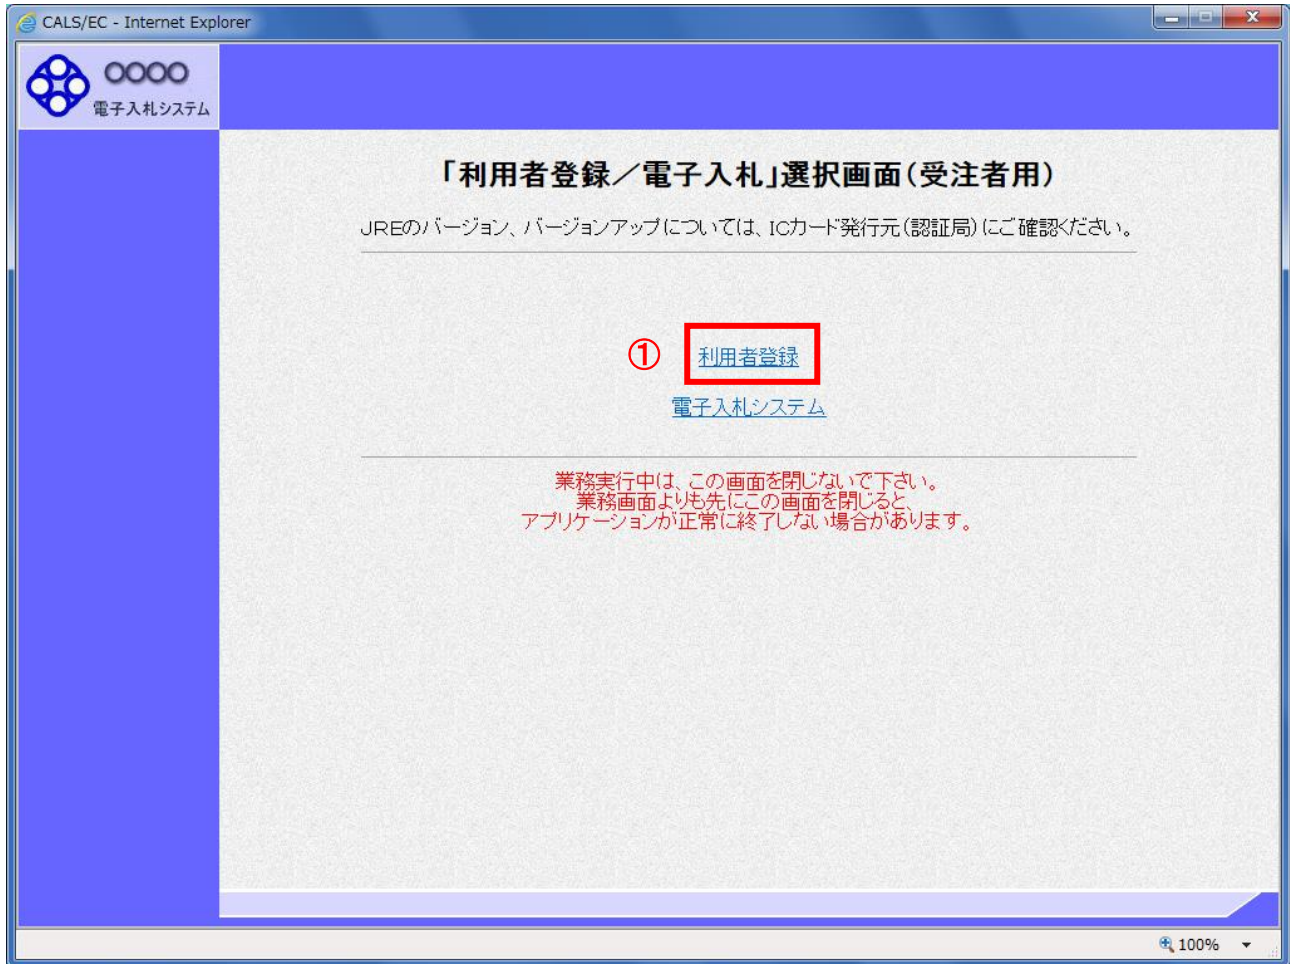 CALS/EC - Internet Explorer
○○○○
電子入札システム
「利用者登録／電子入札」選択画面（受注者用）
JREのバージョン、バージョンアップについては、ICカード発行元（認証局）にご確認ください。
① 利用者登録
電子入札システム
業務実行中は、この画面を閉じないで下さい。
業務画面よりも先にこの画面を閉じると、
アプリケーションが正常に終了しない場合があります。
100%